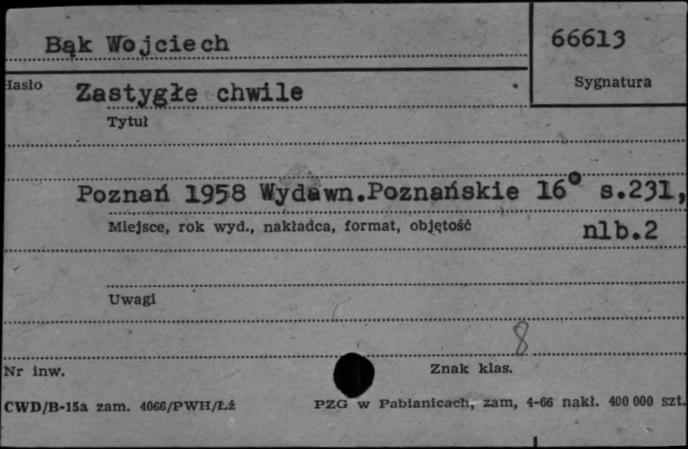 Bąk Wojciech
66613
Hasło
Sygnatura
Zastygłe chwile
Tytuł
Poznań 1958 Wydawn.Poznańskie 16° s.231,
Miejsce, rok wyd., nakładca, format, objętość
nlb.2
Uwagi
8
Nr inw.
Znak klas.
CWD/B-15a zam. 4066/PWH/Łź
PZG w Pabianicach, zam, 4-66 nakł. 400 000 szt.